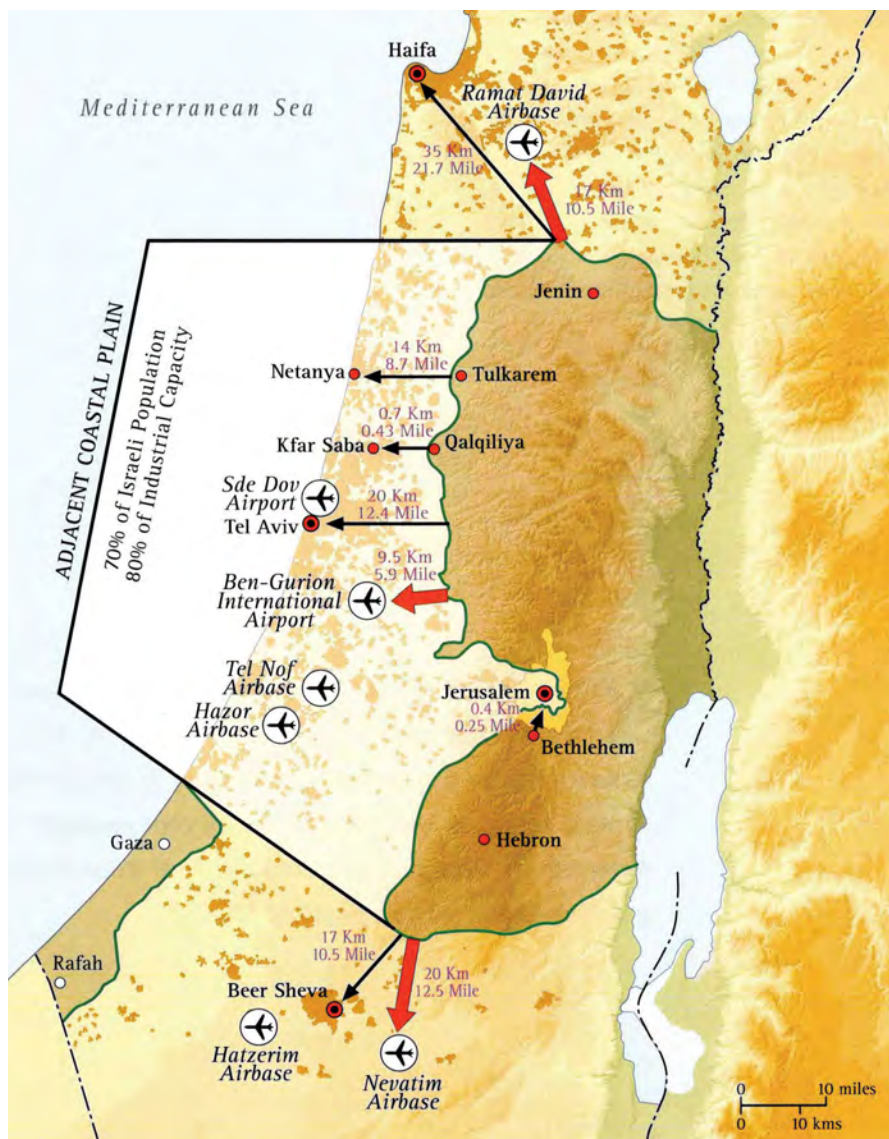 Haifa
Mediterranean Sea
Ramat David
Airbase
35 Km
21.7 Mile
17 Km
10.5 Mile
Jenin
ADJACENT COASTAL PLAIN
70% of Israeli Population
80% of Industrial Capacity
14 Km
8.7 Mile
Netanya
Tulkarem
0.7 Km
0.43 Mile
Kfar Saba
Qalqiliya
Sde Dov
Airport
20 Km
12.4 Mile
Tel Aviv
9.5 Km
5.9 Mile
Ben-Gurion
International
Airport
Tel Nof
Airbase
Hazor
Airbase
Jerusalem
0.4 K
0.25 Mile
Bethlehem
Gaza
Hebron
17 Km
10.5 Mile
20 Km
12.5 Mile
Rafah
Beer Sheva
Hatzerim
Airbase
Nevatim
Airbase
0 10 miles
0 10 kms